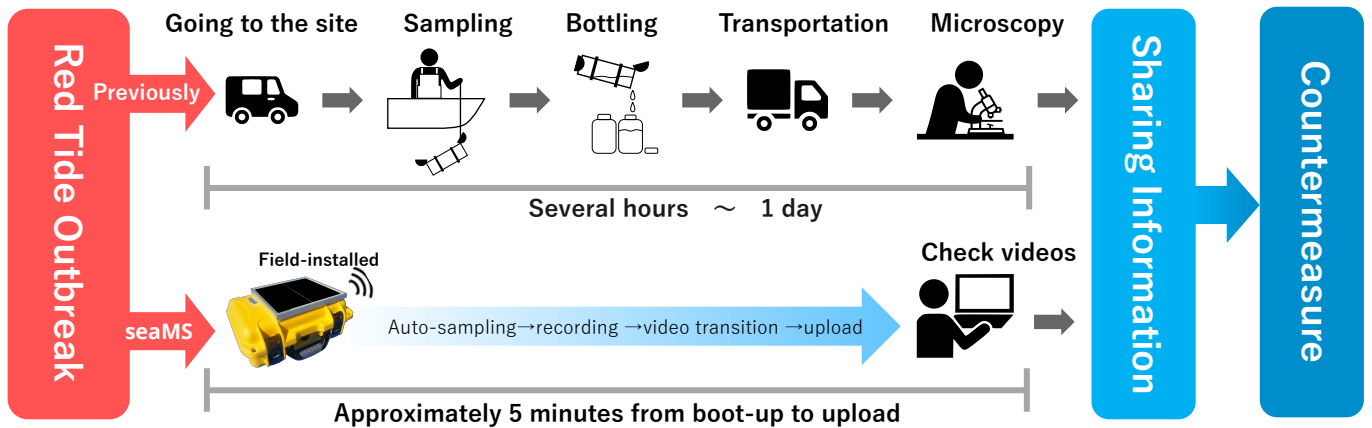 Red Tide Outbreak
Previously
Going to the site
Sampling
Bottling
Transportation
Microscopy
Several hours ～ 1 day
seaMS
Field-installed
Auto-sampling→recording →video transition →upload
Check videos
Approximately 5 minutes from boot-up to upload
Sharing Information
Countermeasure